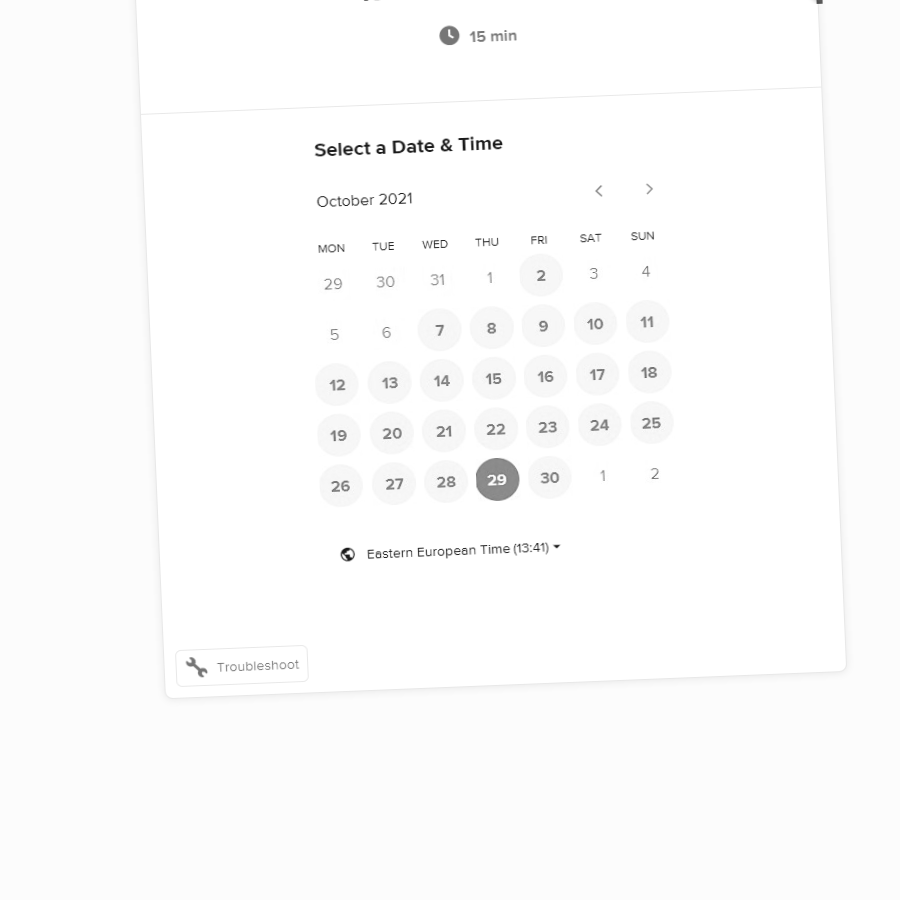 15 min
Select a Date & Time
October 2021
MON TUE WED THU FRI SAT SUN
29 30 31 1 2 3 4
5 6 7 8 9 10 11
12 13 14 15 16 17 18
19 20 21 22 23 24 25
26 27 28 29 30 1 2
Eastern European Time (13:41)
Troubleshoot